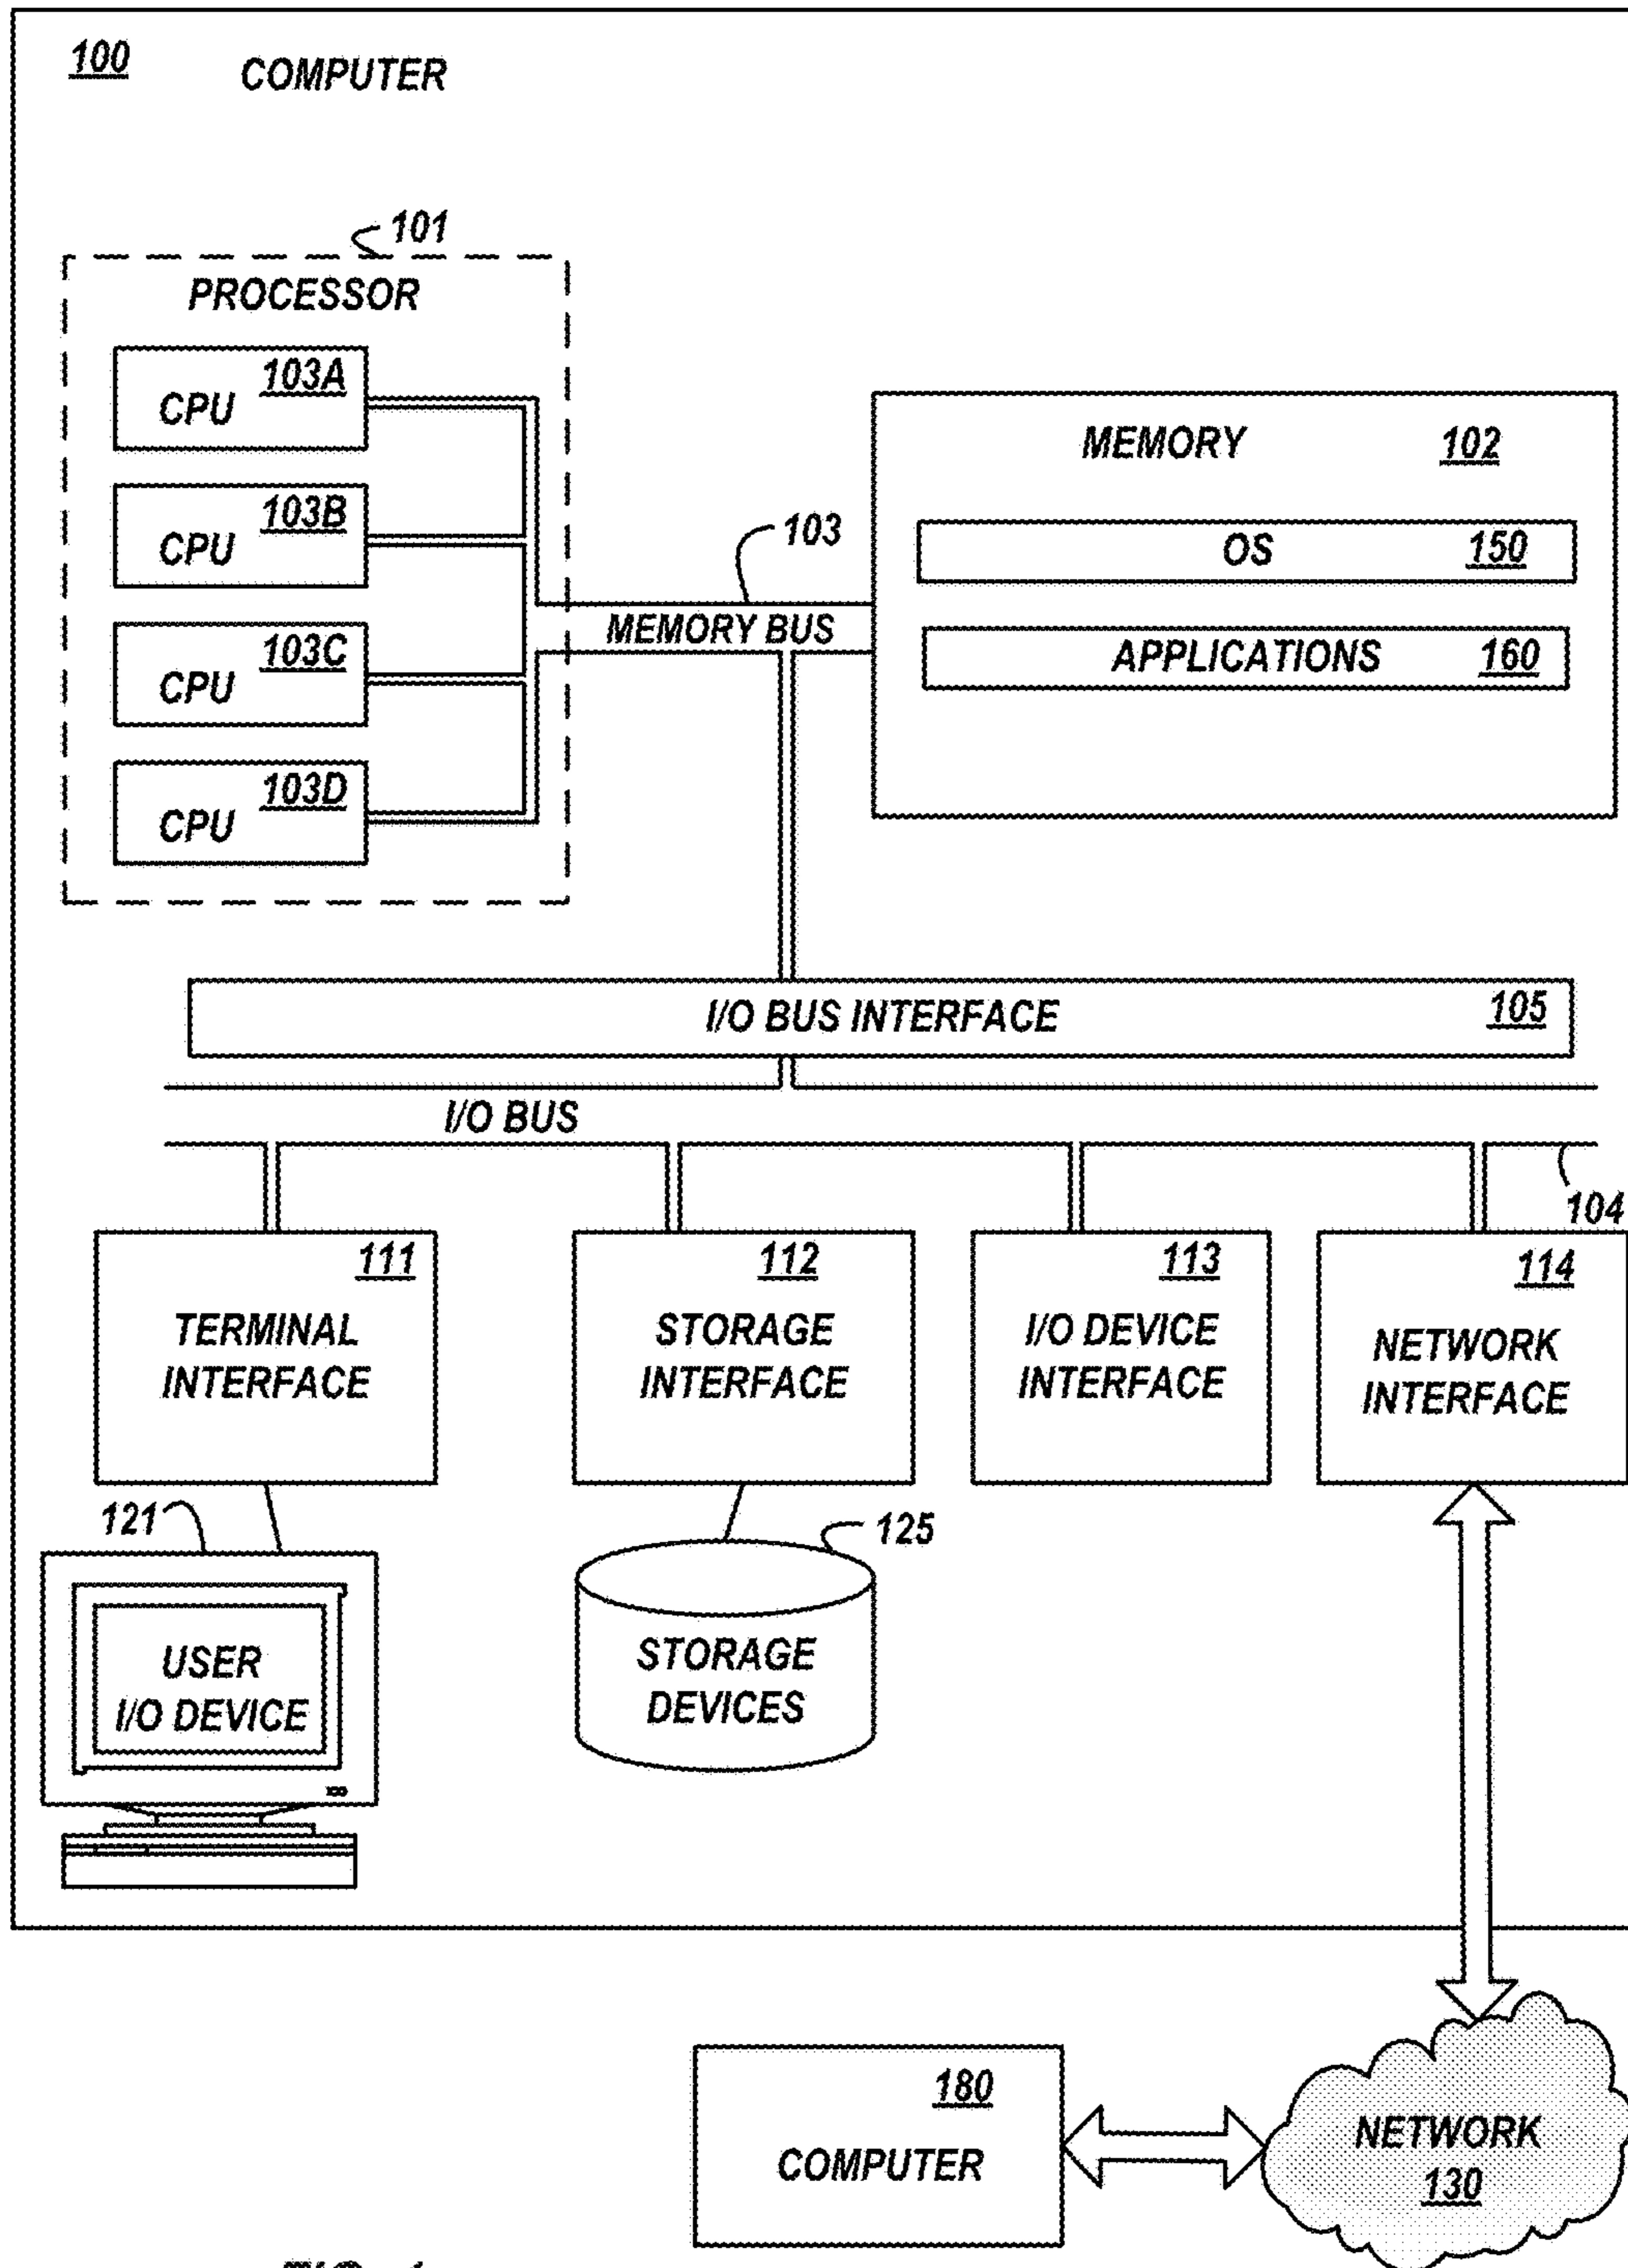 100 COMPUTER
101
PROCESSOR
103A
CPU
103B
CPU
103C
CPU
103D
CPU
103
MEMORY BUS
MEMORY 102
OS 150
APPLICATIONS 160
I/O BUS INTERFACE 105
I/O BUS
104
111
TERMINAL
INTERFACE
112
STORAGE
INTERFACE
113
I/O DEVICE
INTERFACE
114
NETWORK
INTERFACE
121
USER
I/O DEVICE
125
STORAGE
DEVICES
180
COMPUTER
NETWORK
130